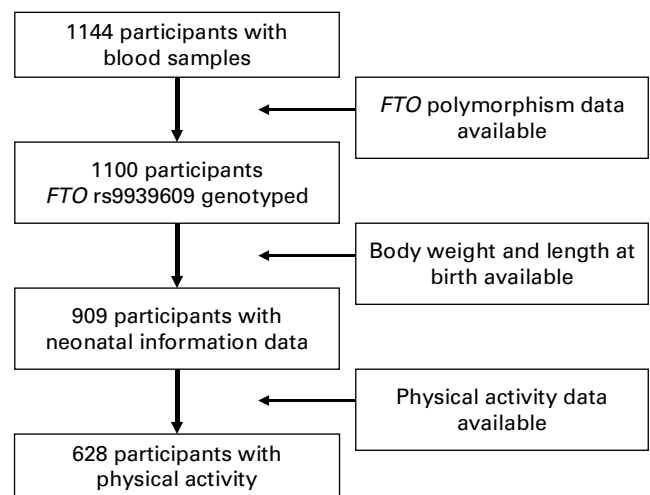 1144 participants with
blood samples
FTO polymorphism data
available
1100 participants
FTO rs9939609 genotyped
Body weight and length at
birth available
909 participants with
neonatal information data
Physical activity data
available
628 participants with
physical activity